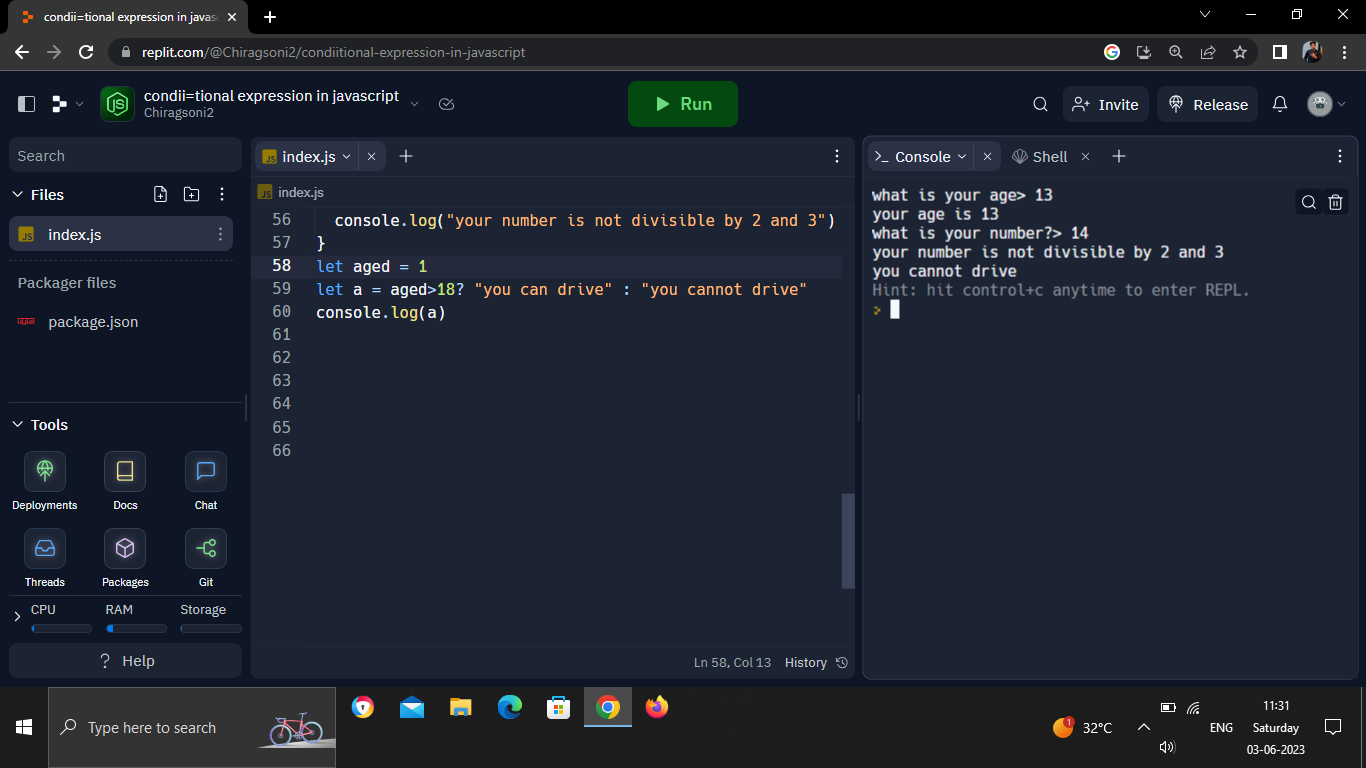 condii=tional expression in javasc
replit.com/@Chiragsoni2/condiitional-expression-in-javascript
condii=tional expression in javascript
Chiragsoni2
Run
Invite
Release
Search
Files
index.js
Packager files
package.json
Tools
Deployments
Docs
Chat
Threads
Packages
Git
CPU
RAM
Storage
Help
index.js
index.js
56 console.log("your number is not divisible by 2 and 3")
57 }
58 let aged = 1
59 let a = aged>18? "you can drive" : "you cannot drive"
60 console.log(a)
61
62
63
64
65
66
Ln 58, Col 13 History
Console
Shell
what is your age> 13
your age is 13
what is your number?> 14
your number is not divisible by 2 and 3
you cannot drive
Hint: hit control+c anytime to enter REPL.
>
Type here to search
1
32°C
ENG
11:31
Saturday
03-06-2023